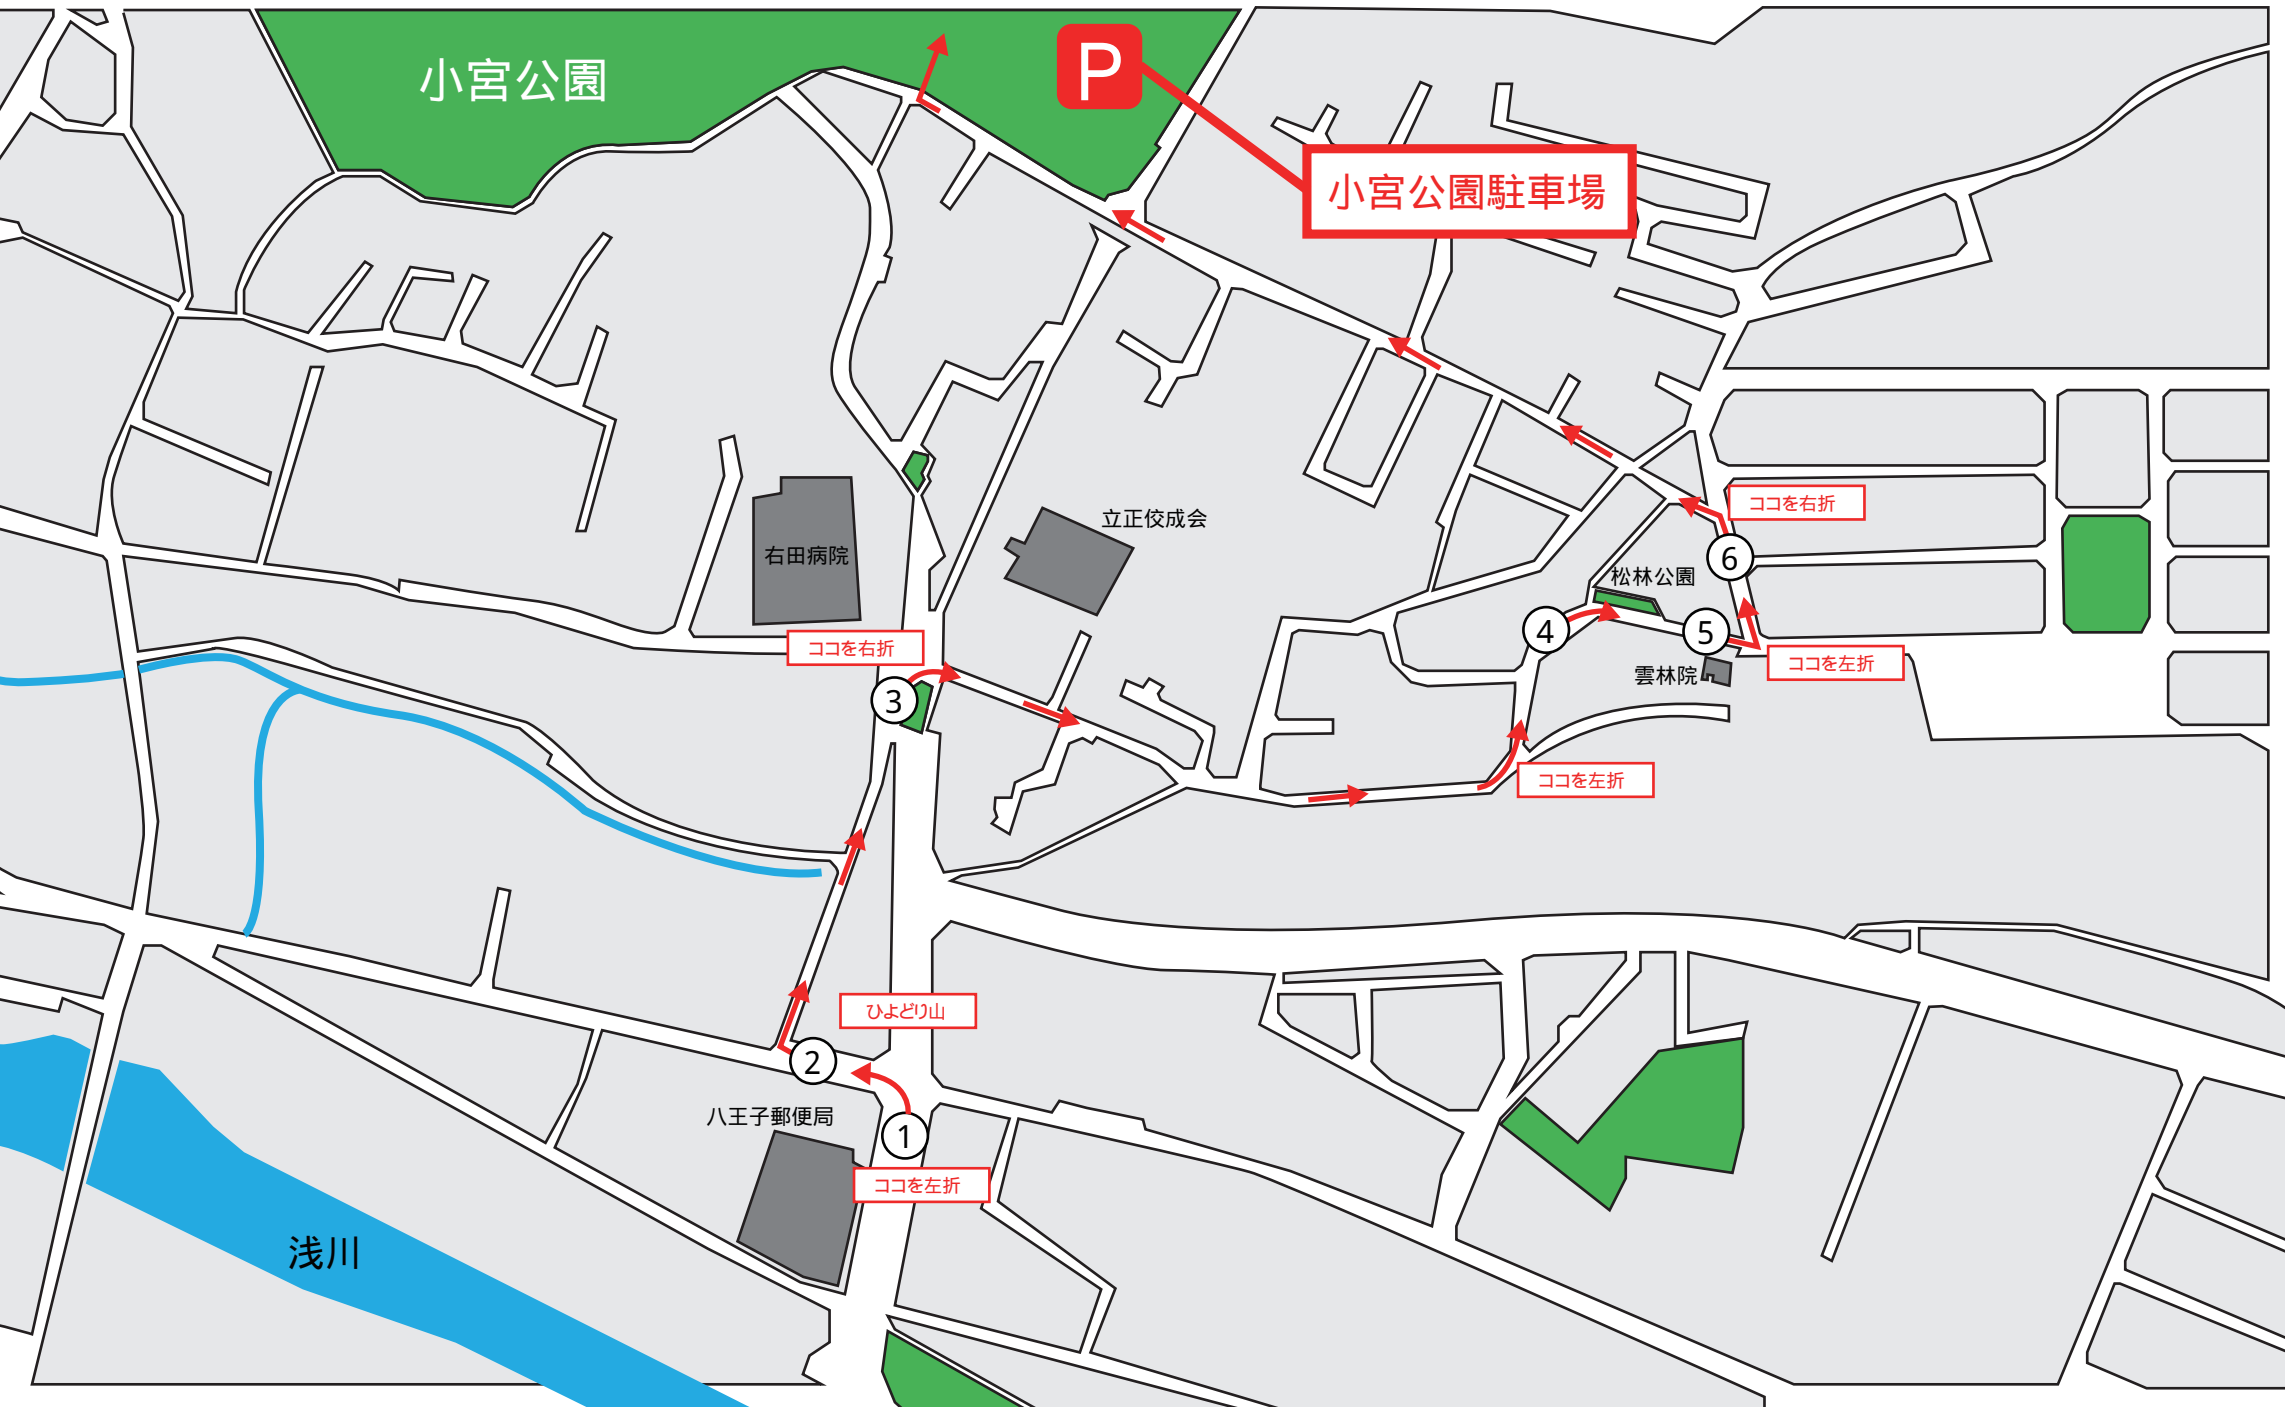 小宮公園
P
小宮公園駐車場
ココを右折
立正佼成会
右田病院
6
松林公園
4
5
ココを右折
ココを左折
雲林院
3
ココを左折
ひよどり山
2
八王子郵便局
1
ココを左折
浅川